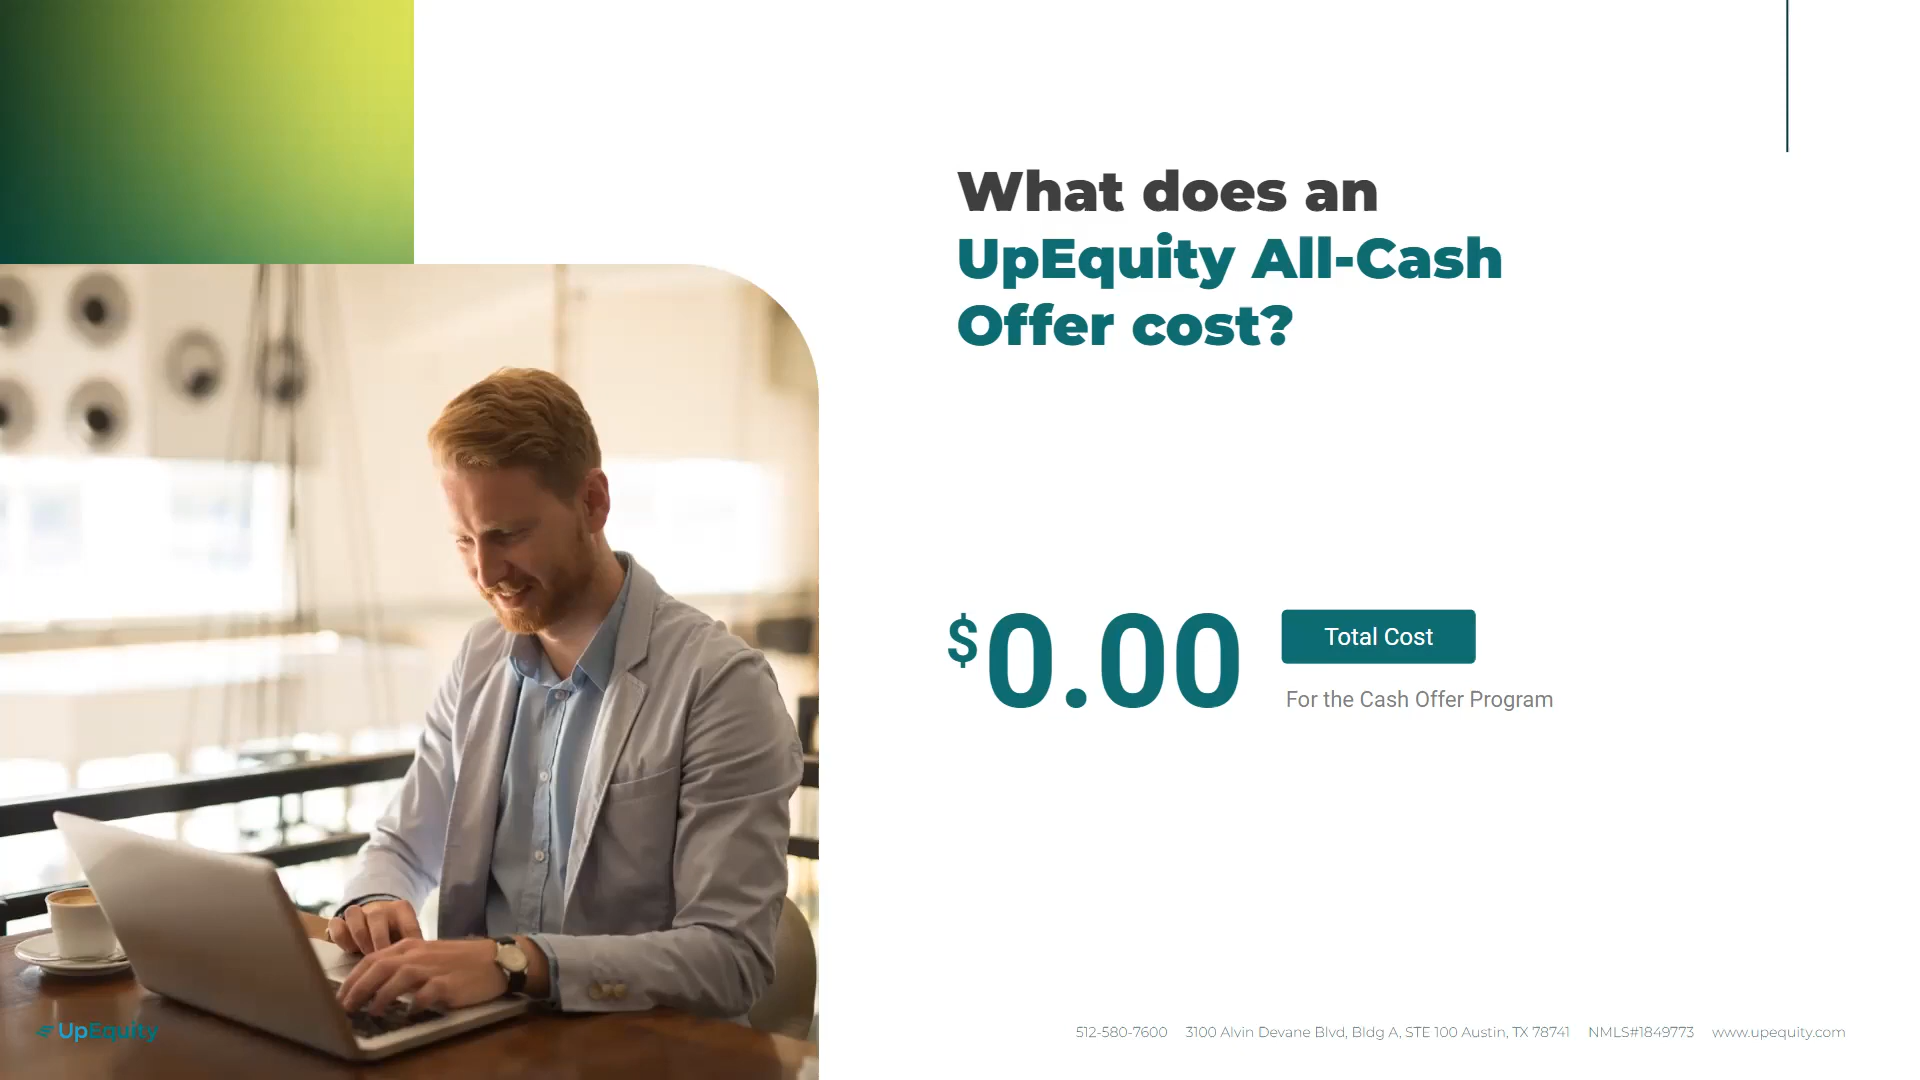 What does an
UpEquity All-Cash
Offer cost?
$0.00
Total Cost
For the Cash Offer Program
UpEquity
512-580-7600 3100 Alvin Devane Blvd, Bldg A, STE 100 Austin, TX 78741 NMLS#1849773 www.upequity.com